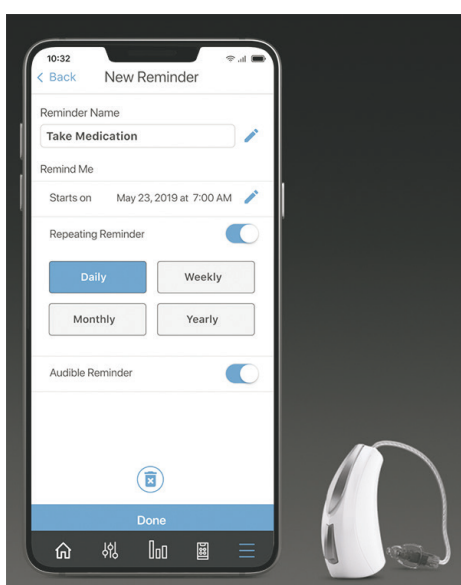 10:32
Back New Reminder
Reminder Name
Take Medication
Remind Me
Starts on May 23, 2019 at 7:00 AM
Repeating Reminder
Daily Weekly
Monthly Yearly
Audible Reminder
Done